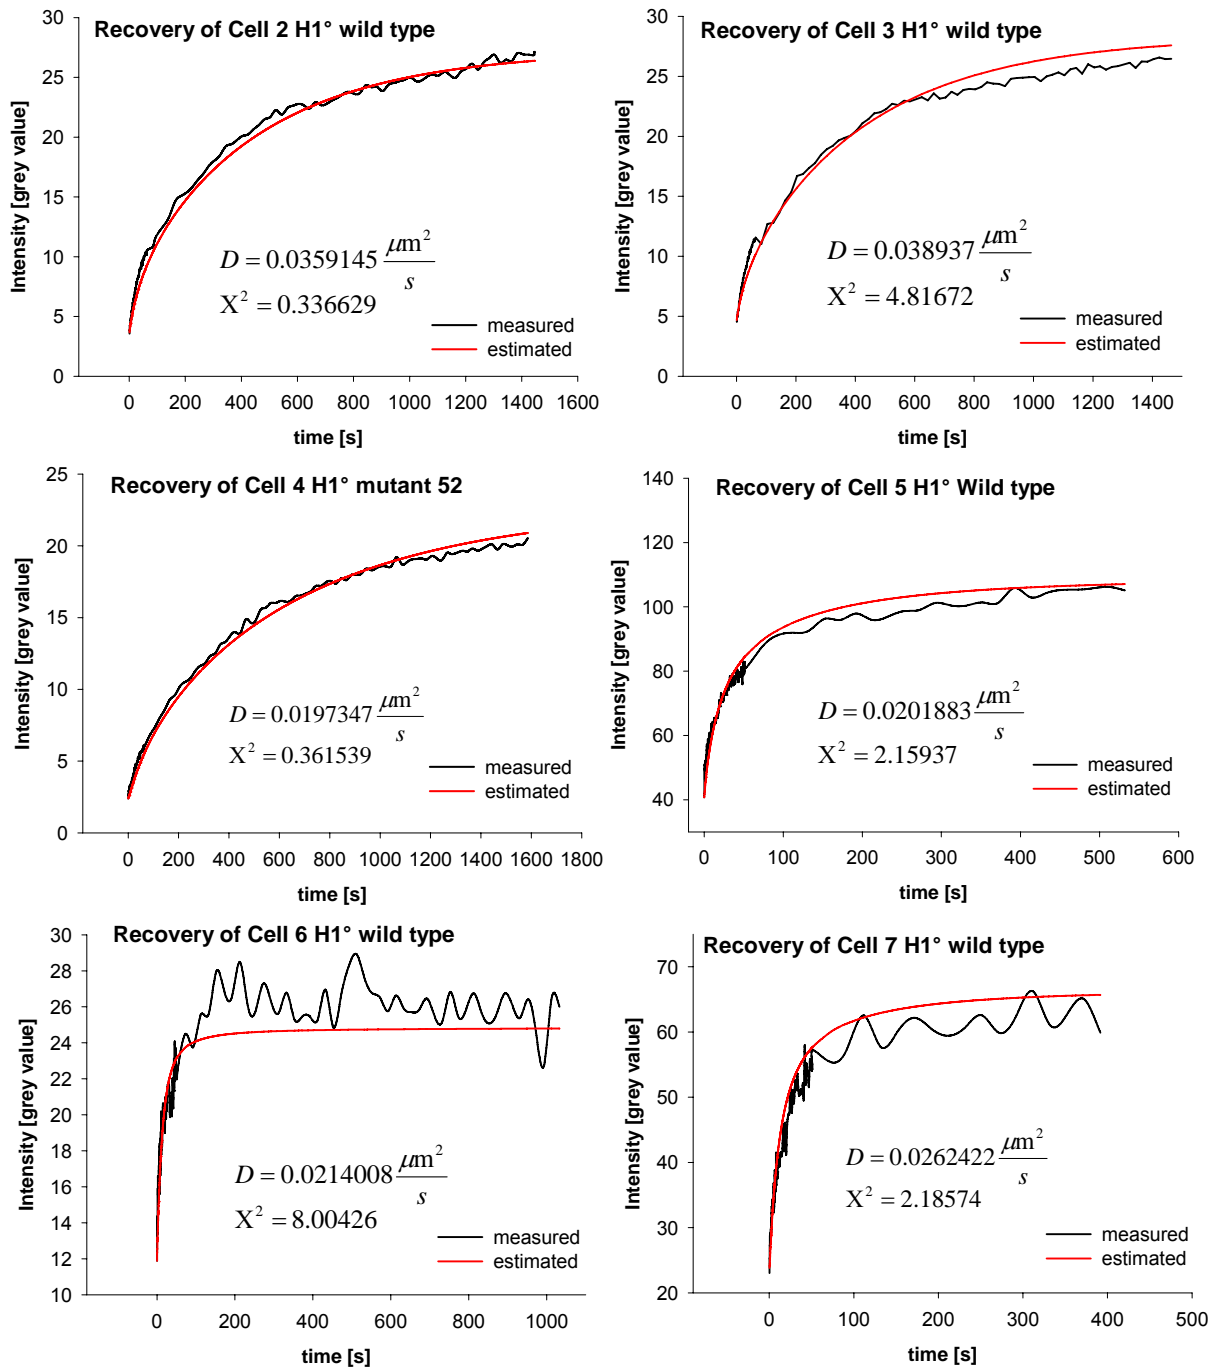 Recovery of Cell 2 H1° wild type
Intensity [grey value]
30
25
20
15
10
5
0
D = 0.0359145 μm²/s
X² = 0.336629
measured
estimated
0 200 400 600 800 1000 1200 1400 1600
time [s]
Recovery of Cell 3 H1° wild type
Intensity [grey value]
30
25
20
15
10
5
0
D = 0.038937 μm²/s
X² = 4.81672
measured
estimated
0 200 400 600 800 1000 1200 1400
time [s]
Recovery of Cell 4 H1° mutant 52
Intensity [grey value]
25
20
15
10
5
0
D = 0.0197347 μm²/s
X² = 0.361539
measured
estimated
0 200 400 600 800 1000 1200 1400 1600 1800
time [s]
Recovery of Cell 5 H1° Wild type
Intensity [grey value]
140
120
100
80
60
40
D = 0.0201883 μm²/s
X² = 2.15937
measured
estimated
0 100 200 300 400 500 600
time [s]
Recovery of Cell 6 H1° wild type
Intensity [grey value]
30
28
26
24
22
20
18
16
14
12
10
D = 0.0214008 μm²/s
X² = 8.00426
measured
estimated
0 200 400 600 800 1000
time [s]
Recovery of Cell 7 H1° wild type
Intensity [grey value]
70
60
50
40
30
20
D = 0.0262422 μm²/s
X² = 2.18574
measured
estimated
0 100 200 300 400 500
time [s]